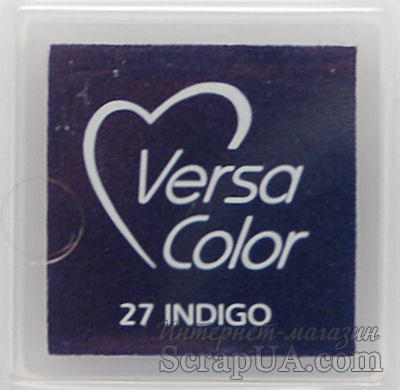 Versa
Color
27 INDIGO
Интернет-магазин
ScrapUA.com